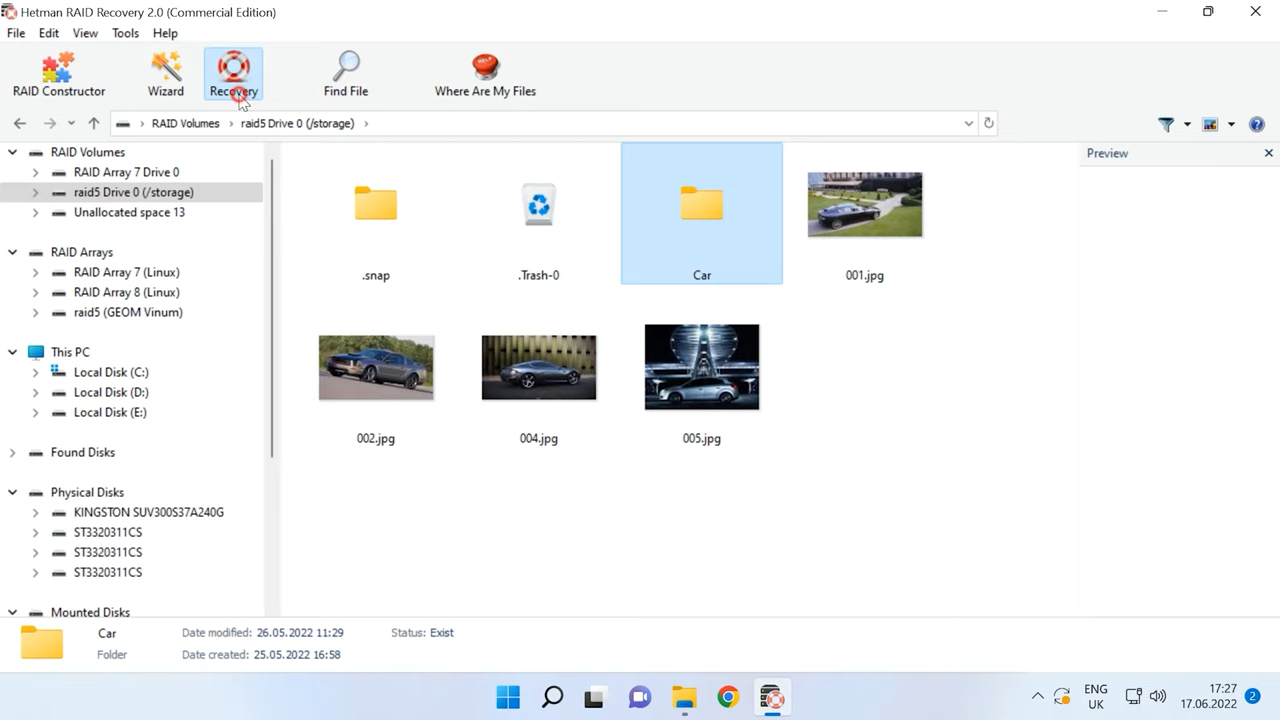 Hetman RAID Recovery 2.0 (Commercial Edition)
File Edit View Tools Help
RAID Constructor Wizard Recovery Find File Where Are My Files
HELP
RAID Volumes raid5 Drive 0 (/storage)
RAID Volumes
RAID Array 7 Drive 0
raid5 Drive 0 (/storage)
Unallocated space 13
RAID Arrays
RAID Array 7 (Linux)
RAID Array 8 (Linux)
raid5 (GEOM Vinum)
This PC
Local Disk (C:)
Local Disk (D:)
Local Disk (E:)
Found Disks
Physical Disks
KINGSTON SUV300S37A240G
ST3320311CS
ST3320311CS
ST3320311CS
Mounted Disks
.snap .Trash-0 Car 001.jpg
002.jpg 004.jpg 005.jpg
Preview
Car Date modified: 26.05.2022 11:29 Status: Exist
Folder Date created: 25.05.2022 16:58
ENG 17:27
UK 17.06.2022 2